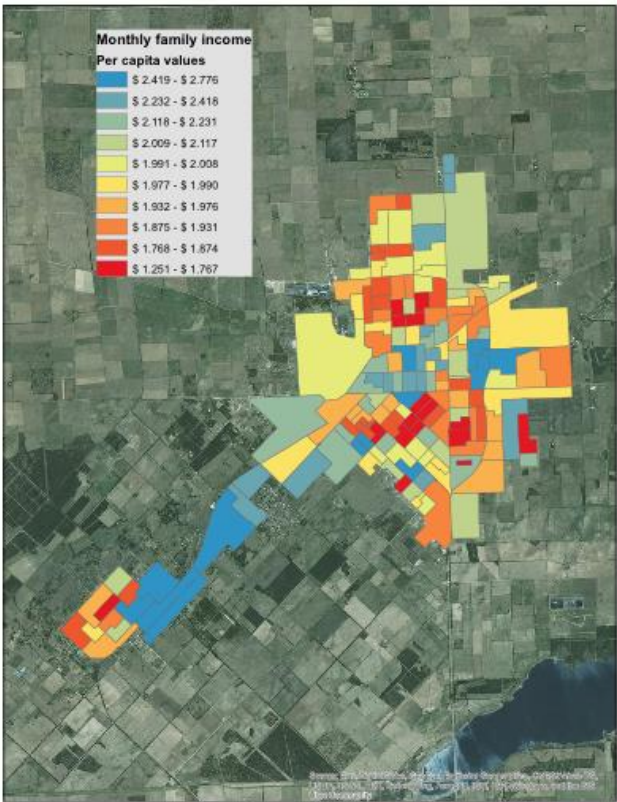 Monthly family income
Per capita values
$ 2.419 - $ 2.776
$ 2.232 - $ 2.418
$ 2.118 - $ 2.231
$ 2.009 - $ 2.117
$ 1.991 - $ 2.008
$ 1.977 - $ 1.990
$ 1.932 - $ 1.976
$ 1.875 - $ 1.931
$ 1.768 - $ 1.874
$ 1.251 - $ 1.767